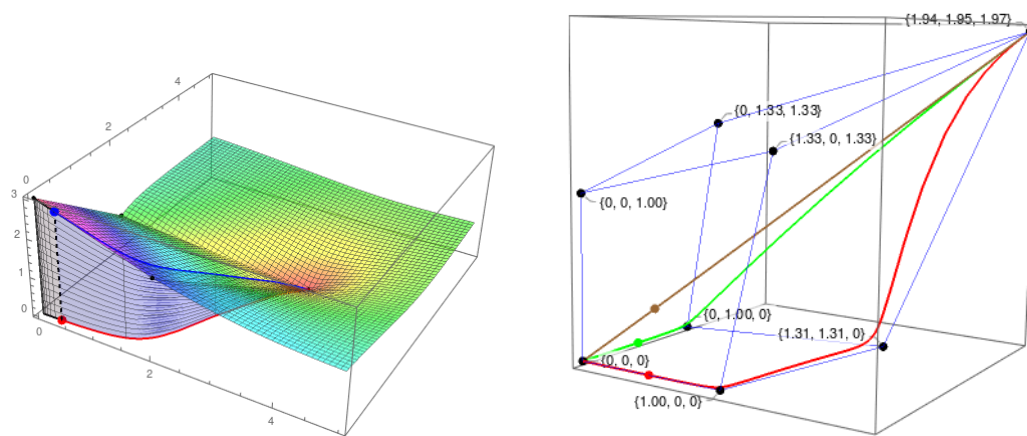 4
2
0
3
2
1
0
0
2
4
{1.94, 1.95, 1.97}
{0, 1.33, 1.33}
{1.33, 0, 1.33}
{0, 0, 1.00}
{0, 1.00, 0}
{1.31, 1.31, 0}
{0, 0, 0}
{1.00, 0, 0}